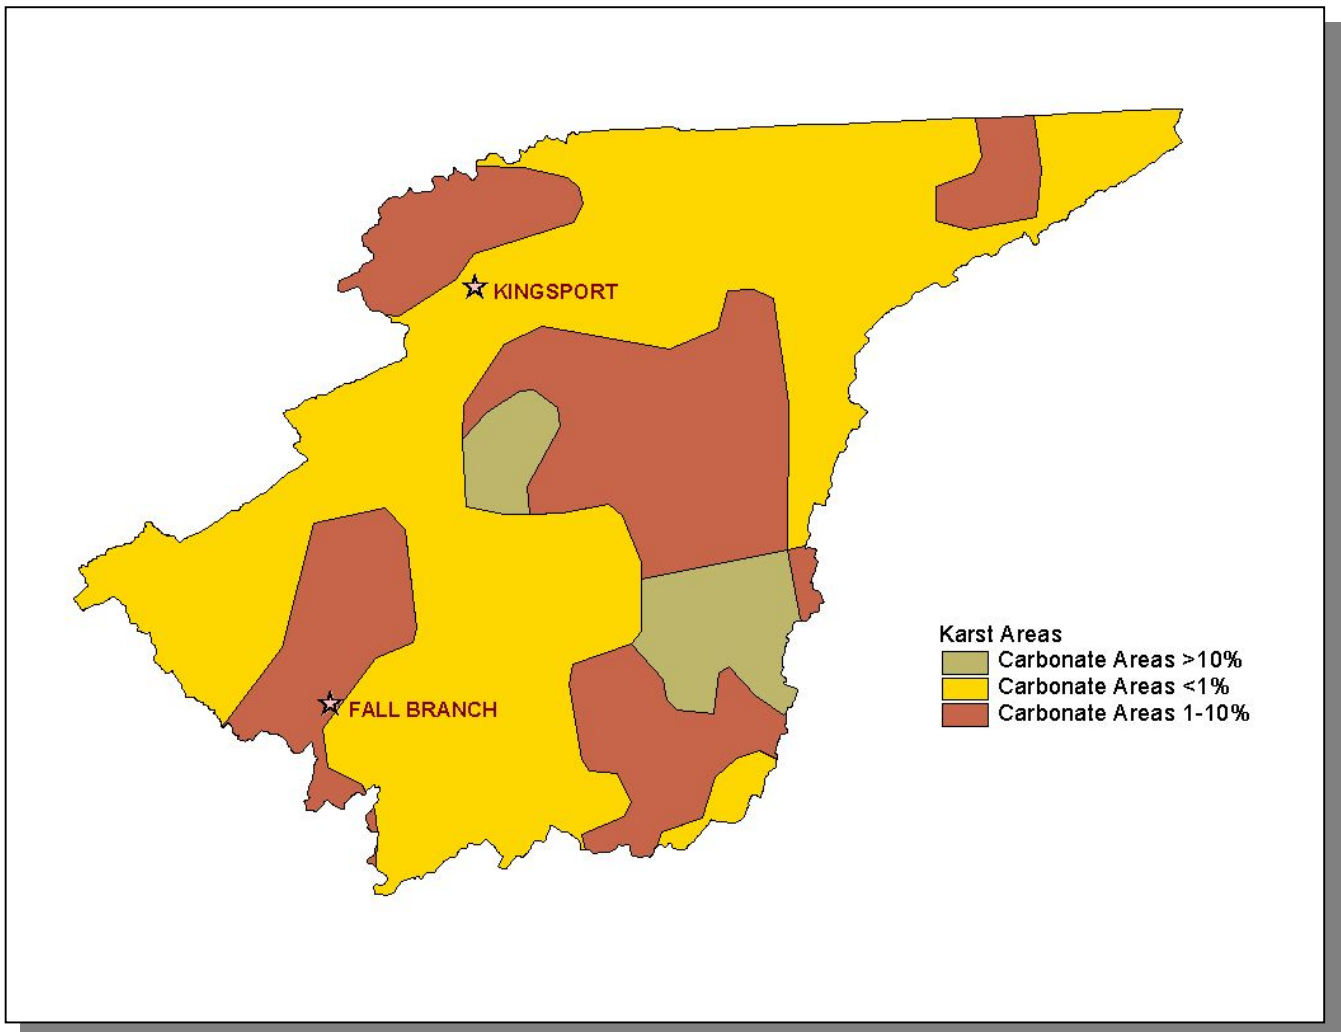 KINGSPORT
Karst Areas
Carbonate Areas >10%
Carbonate Areas <1%
Carbonate Areas 1-10%
FALL BRANCH